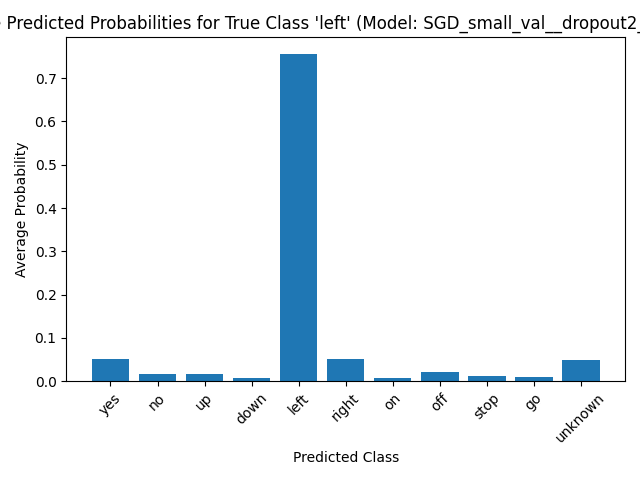 Predicted Probabilities for True Class 'left' (Model: SGD_small_val__dropout2_
Average Probability
0.7
0.6
0.5
0.4
0.3
0.2
0.1
0.0
yes no up down left right on off stop go unknown
Predicted Class